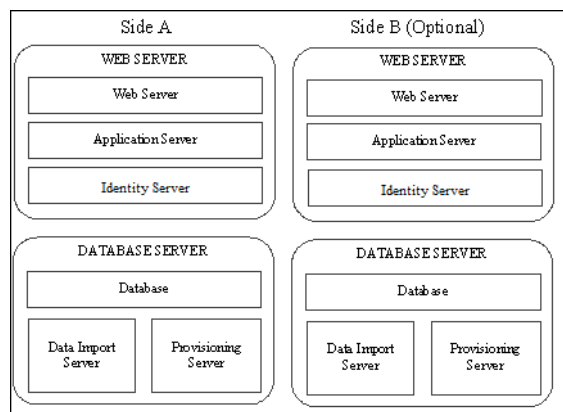 Side A
WEB SERVER
Web Server
Application Server
Identity Server
DATABASE SERVER
Database
Data Import
Server
Provisioning
Server
Side B (Optional)
WEB SERVER
Web Server
Application Server
Identity Server
DATABASE SERVER
Database
Data Import
Server
Provisioning
Server